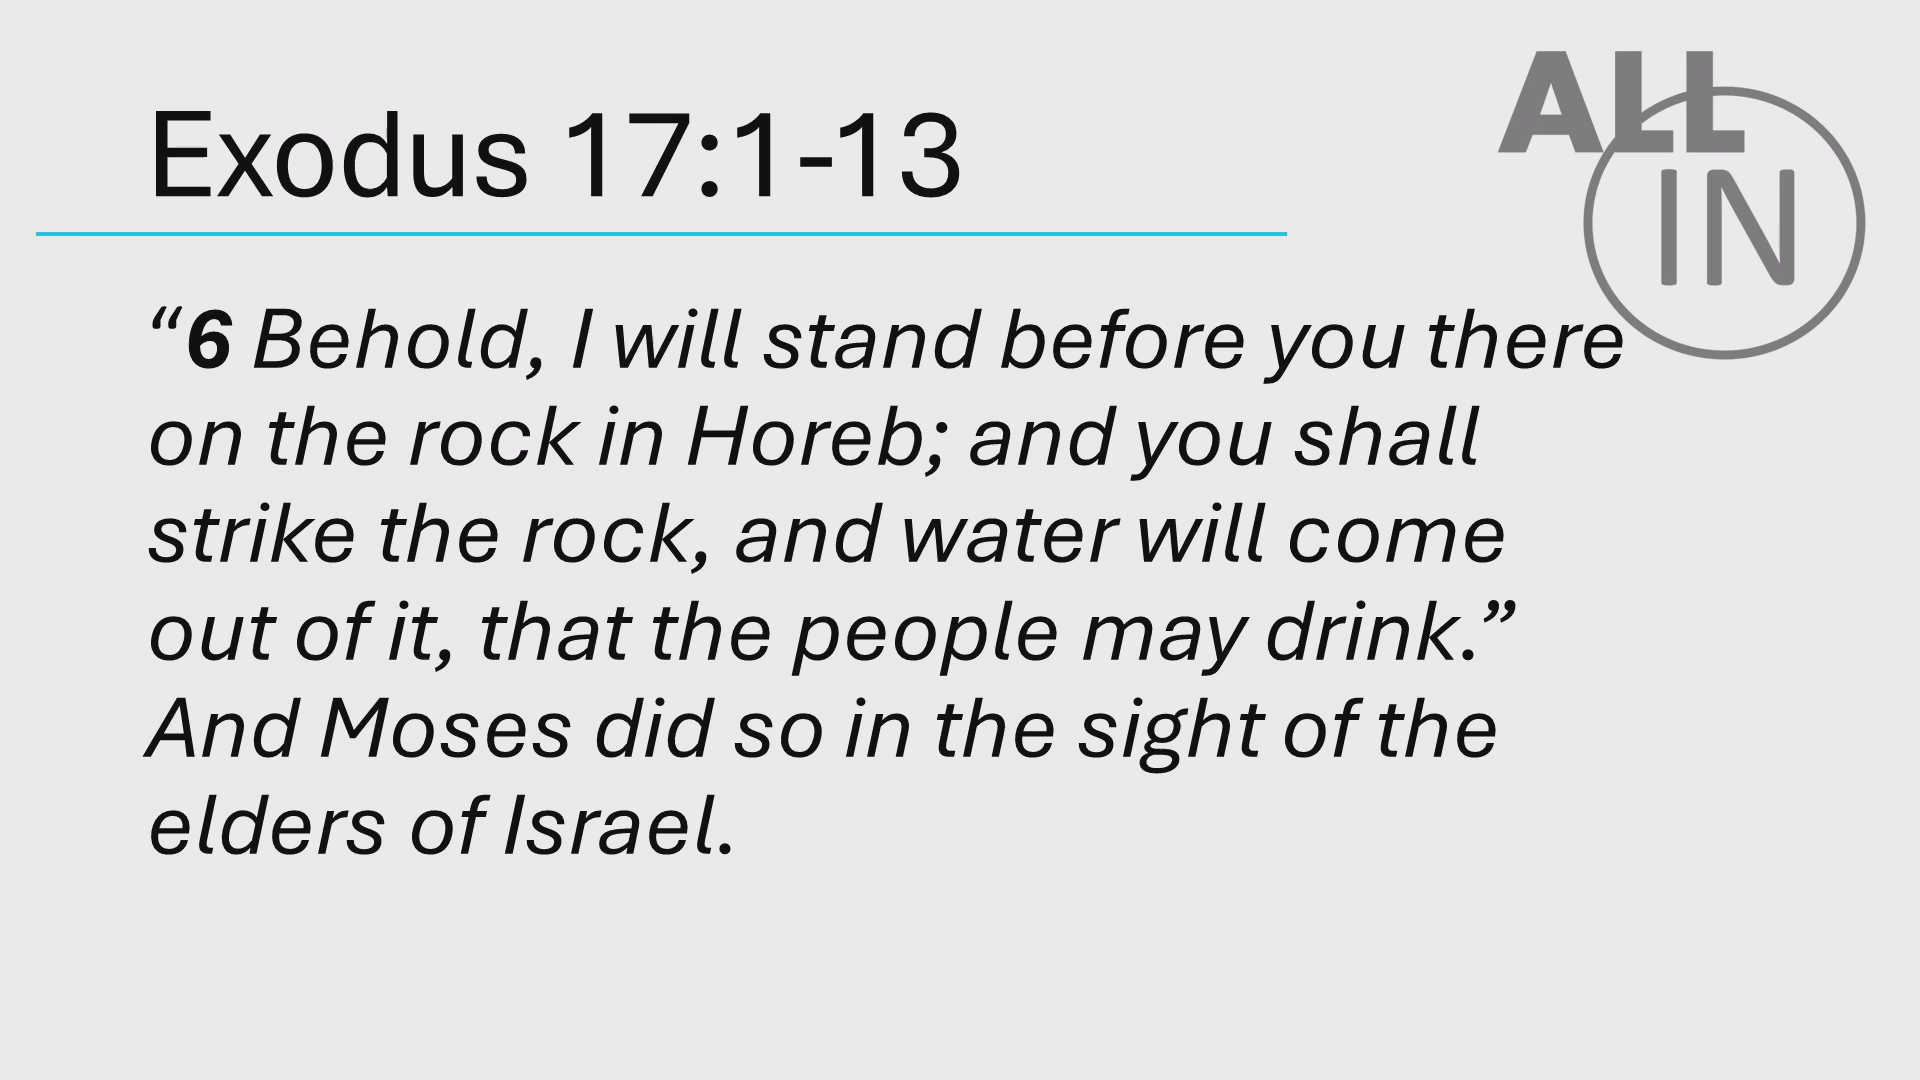 Exodus 17:1-13
ALL
IN
“6 Behold, I will stand before you there
on the rock in Horeb; and you shall
strike the rock, and water will come
out of it, that the people may drink.”
And Moses did so in the sight of the
elders of Israel.